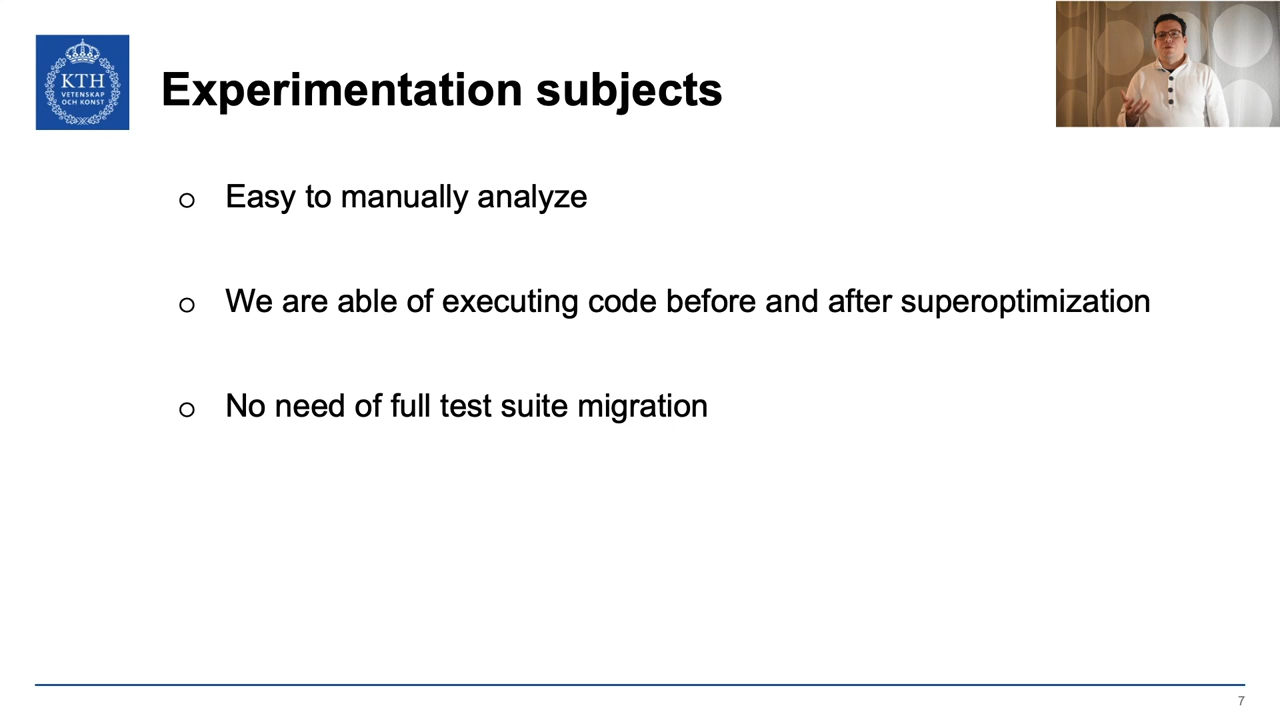 KTH
VETENSKAP
OCH KONST
Experimentation subjects
Easy to manually analyze
We are able of executing code before and after superoptimization
No need of full test suite migration
7